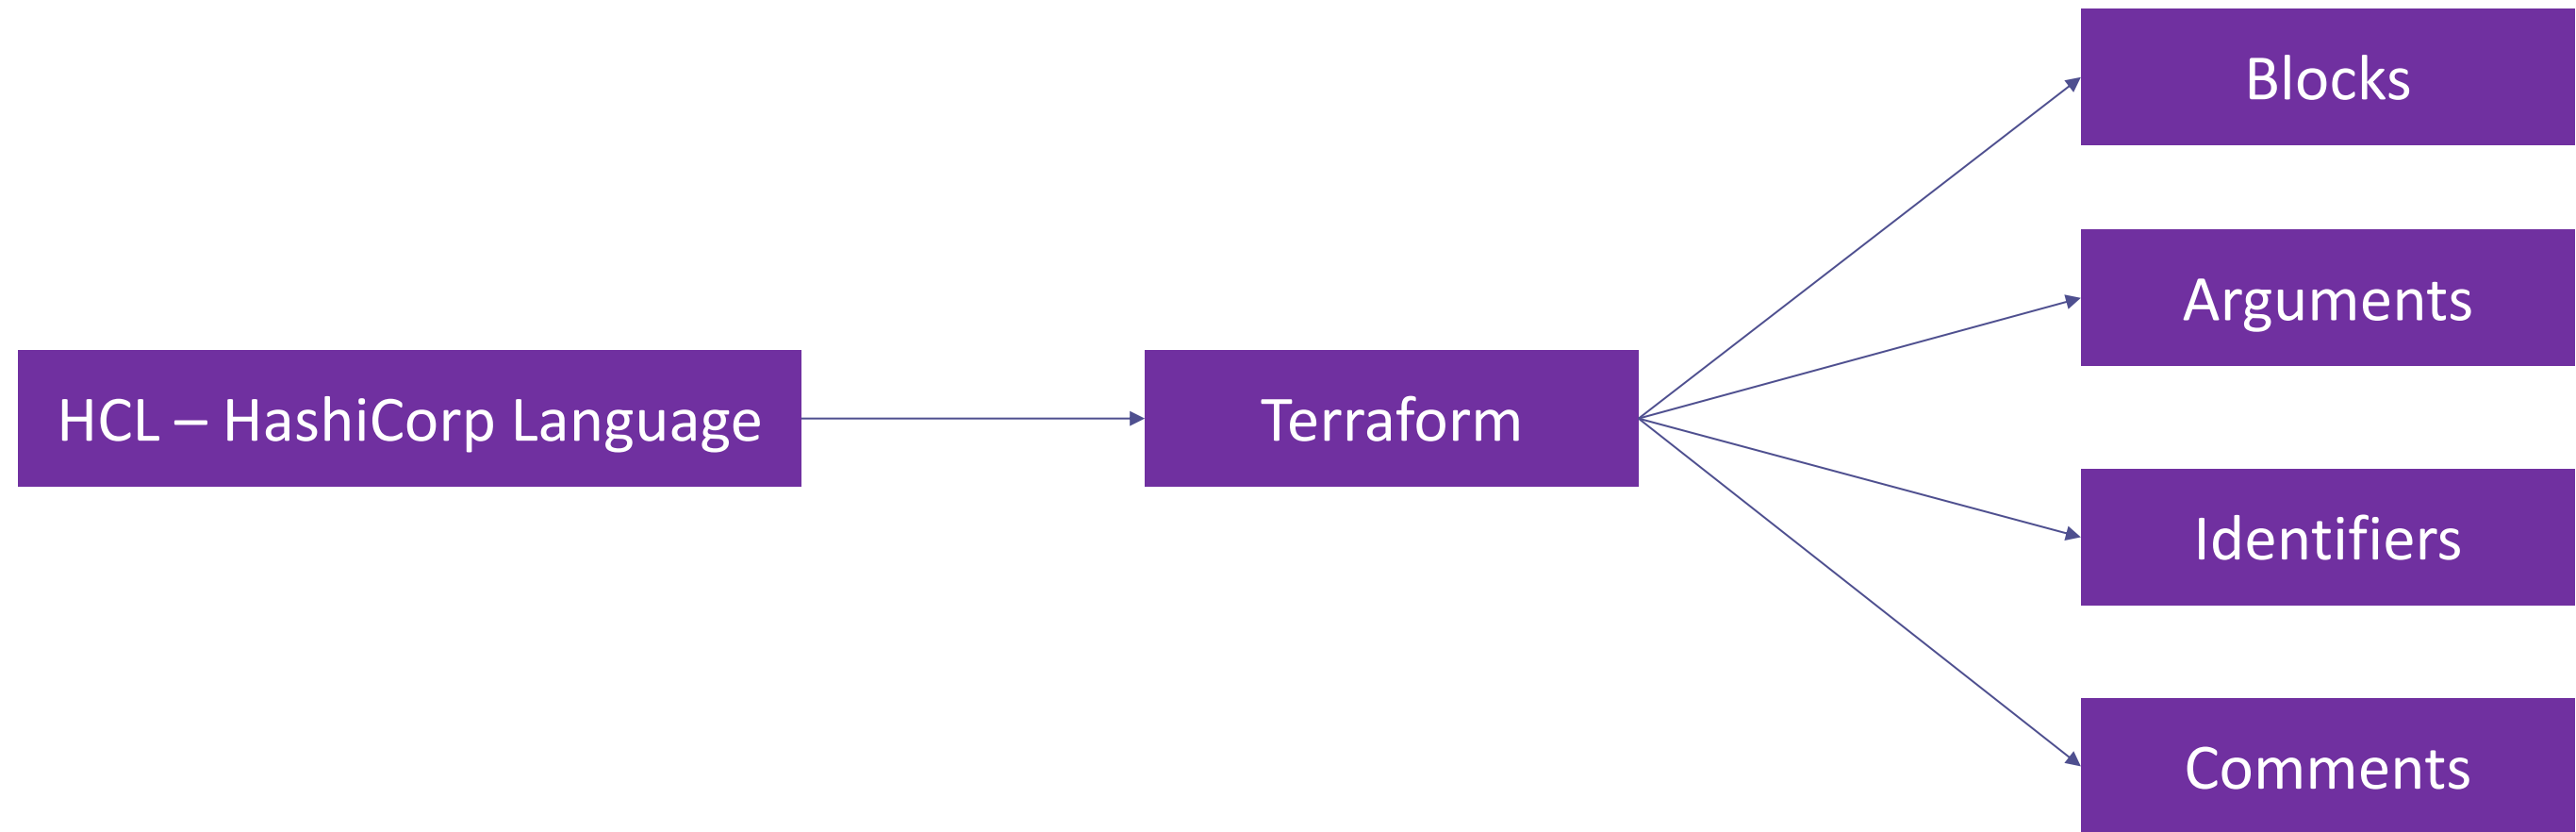 Blocks
Arguments
HCL – HashiCorp Language
Terraform
Identifiers
Comments